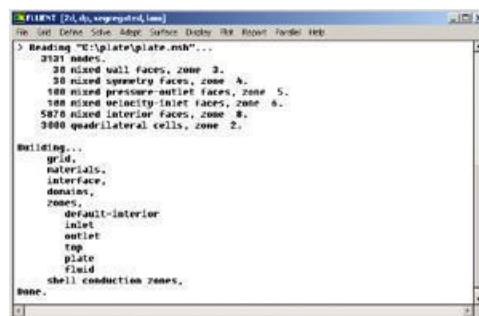 FLUENT [2d, dp, segregated, lam]
File Grid Define Solve Adapt Surface Display Plot Report Parallel Help
> Reading "C:\plate\plate.msh"...
3131 nodes.
30 mixed wall faces, zone 3.
30 mixed symmetry faces, zone 4.
100 mixed pressure-outlet faces, zone 5.
100 mixed velocity-inlet faces, zone 6.
5870 mixed interior faces, zone 8.
3000 quadrilateral cells, zone 2.
Building...
grid,
materials,
interface,
domains,
zones,
default-interior
inlet
outlet
top
plate
fluid
shell conduction zones,
Done.